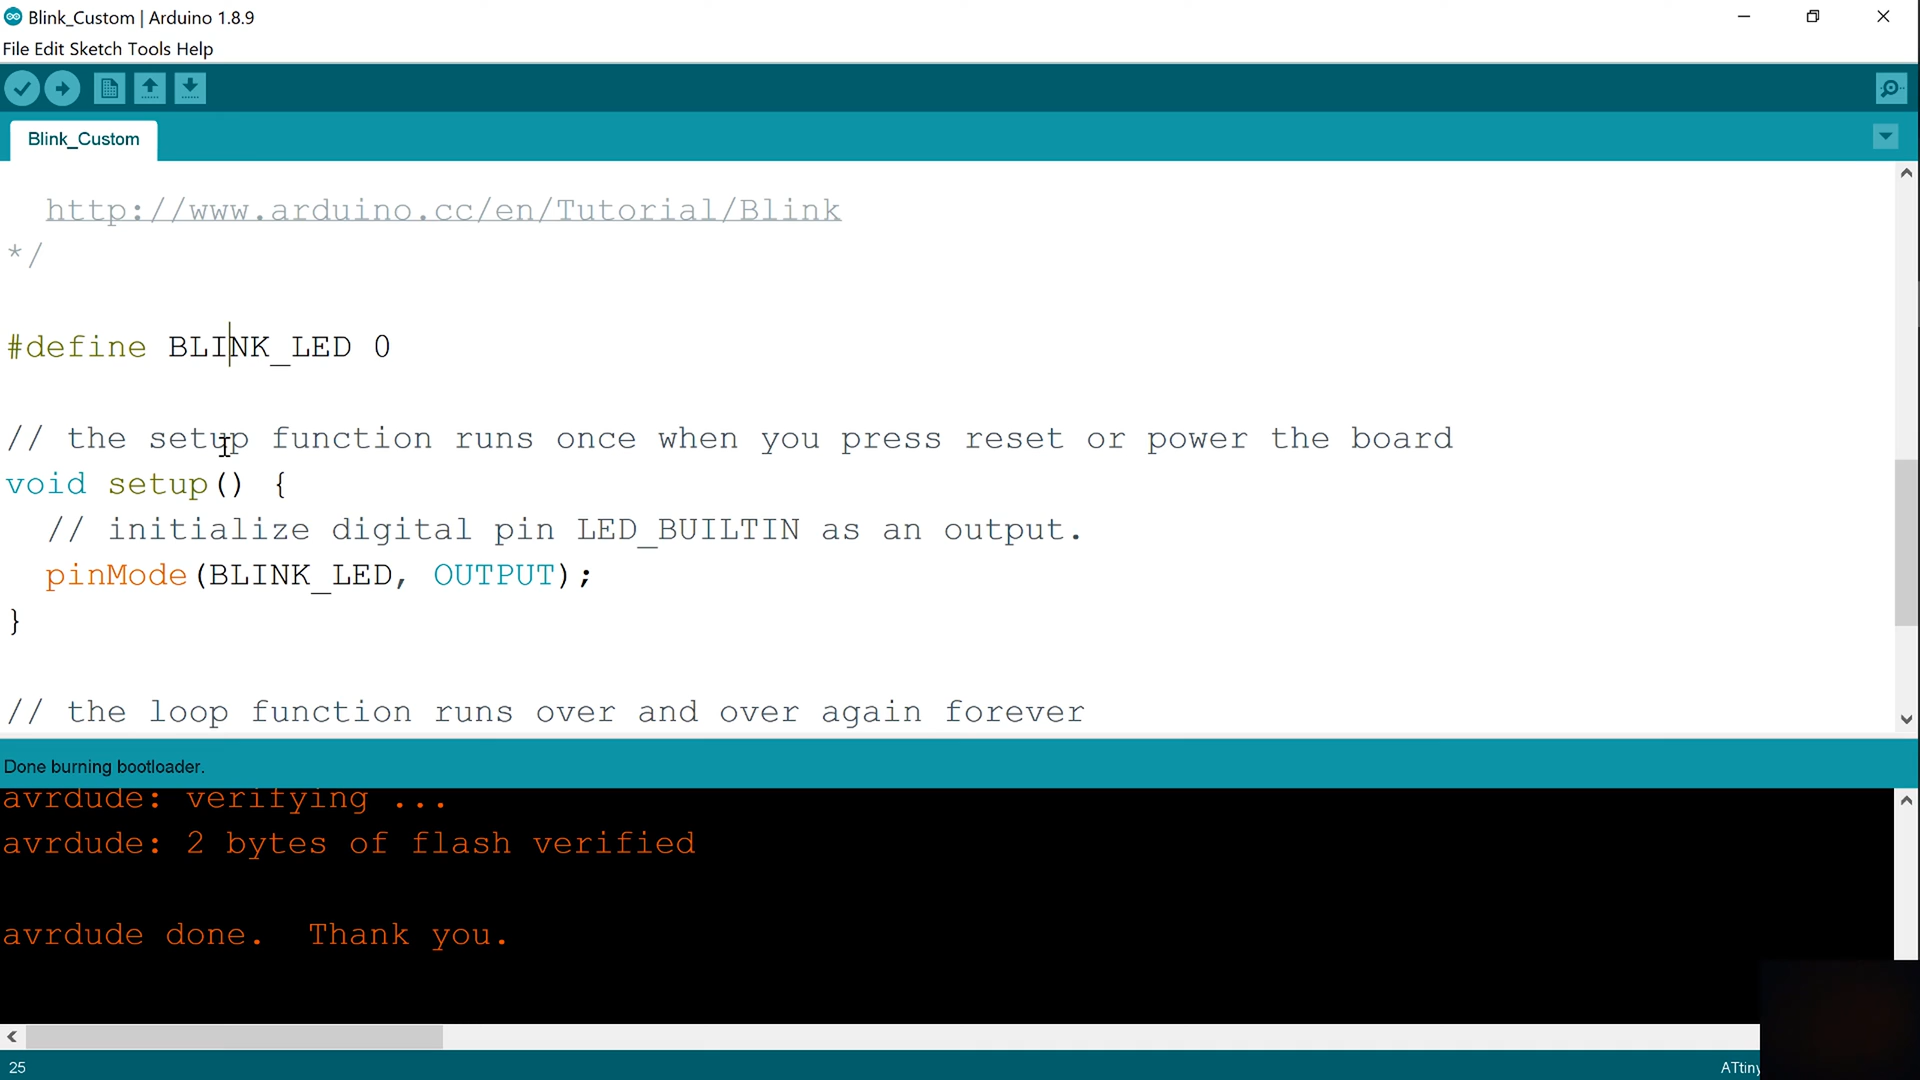 Blink_Custom | Arduino 1.8.9
File Edit Sketch Tools Help
Blink_Custom
http://www.arduino.cc/en/Tutorial/Blink
*/
#define BLINK_LED 0
// the setup function runs once when you press reset or power the board
void setup() {
// initialize digital pin LED_BUILTIN as an output.
pinMode(BLINK_LED, OUTPUT);
}
// the loop function runs over and over again forever
Done burning bootloader.
avrdude: verifying ...
avrdude: 2 bytes of flash verified
avrdude done.  Thank you.
25
ATtiny